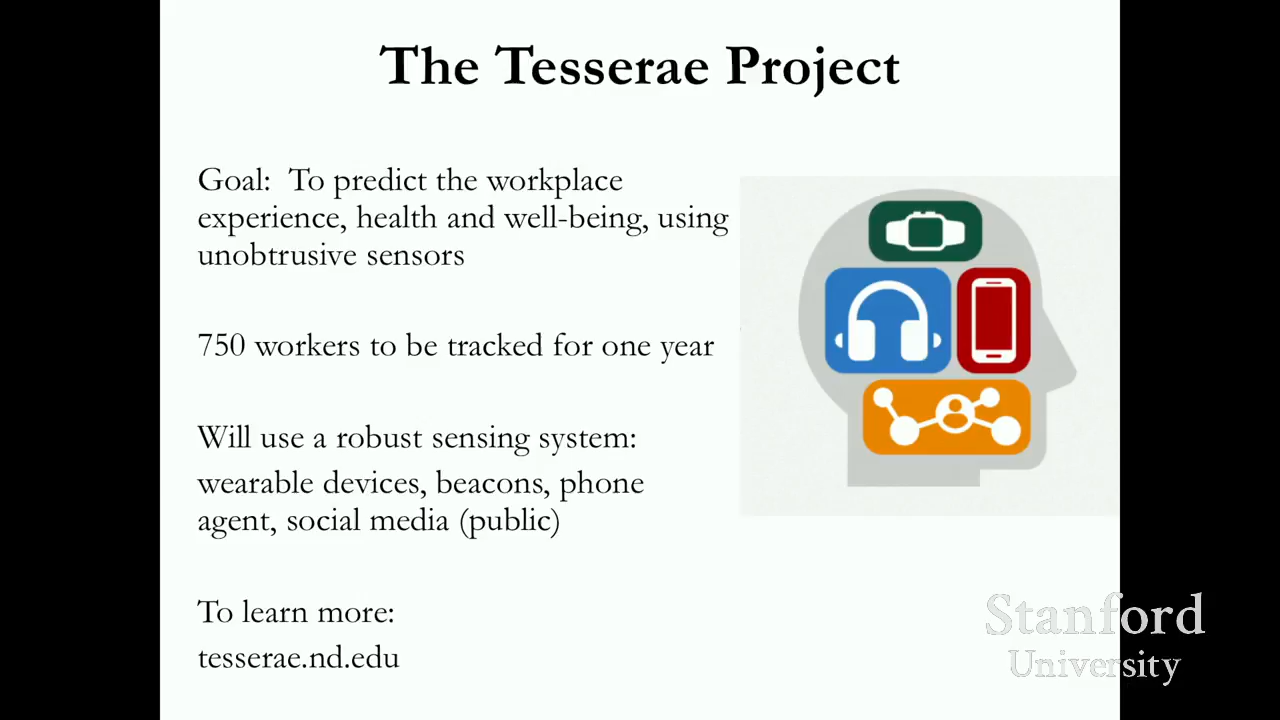 The Tesserae Project
Goal:  To predict the workplace
experience, health and well-being, using
unobtrusive sensors
750 workers to be tracked for one year
Will use a robust sensing system:
wearable devices, beacons, phone
agent, social media (public)
To learn more:
tesserae.nd.edu
Stanford
University